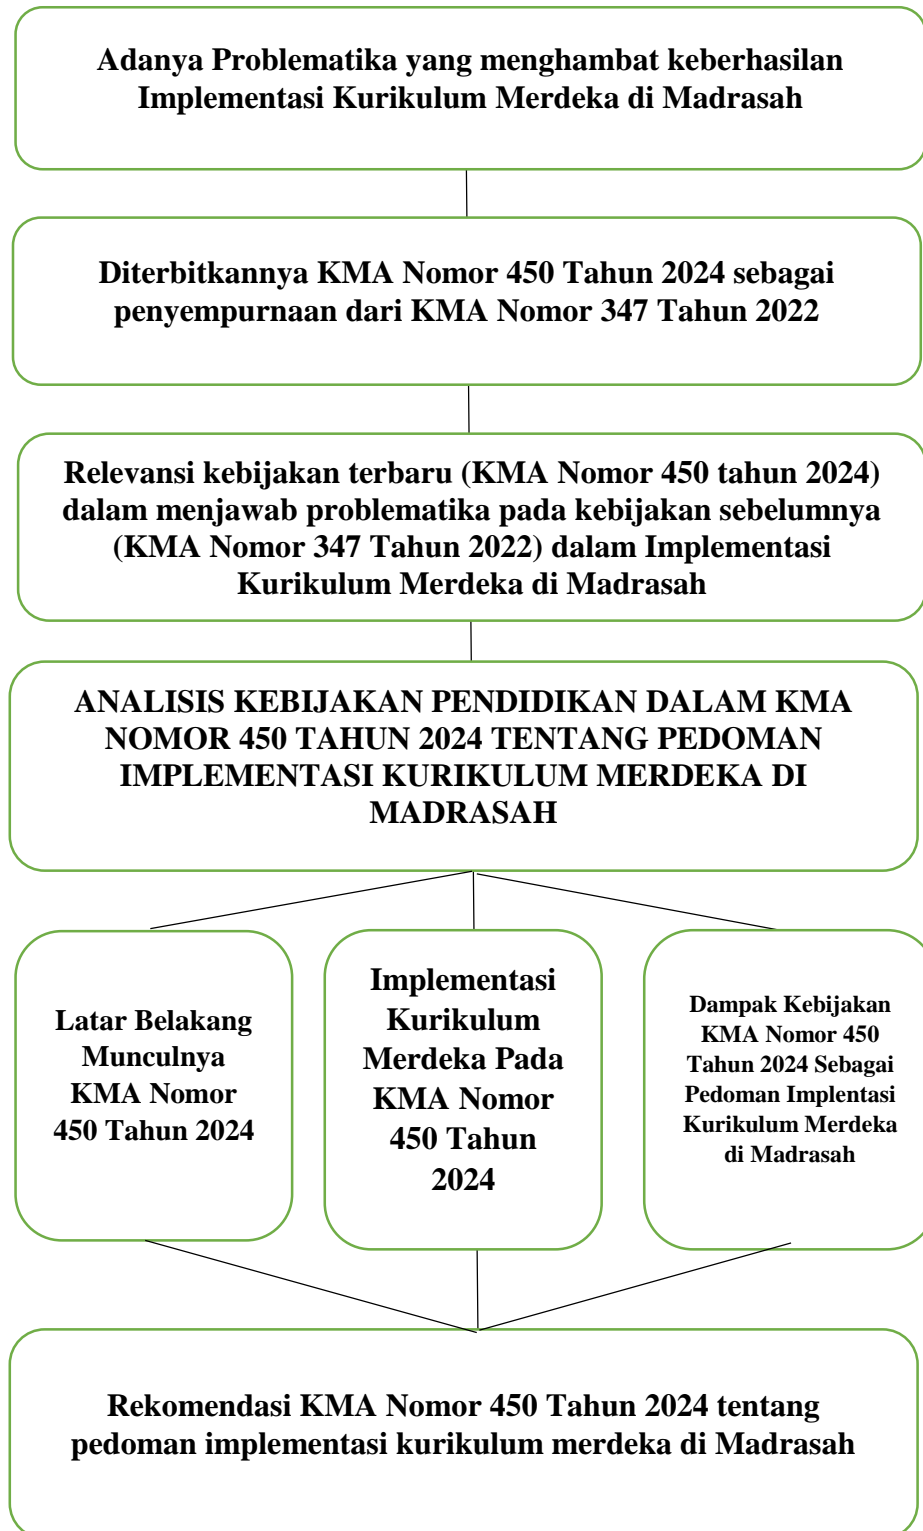 Adanya Problematika yang menghambat keberhasilan
Implementasi Kurikulum Merdeka di Madrasah
Diterbitkannya KMA Nomor 450 Tahun 2024 sebagai
penyempurnaan dari KMA Nomor 347 Tahun 2022
Relevansi kebijakan terbaru (KMA Nomor 450 tahun 2024)
dalam menjawab problematika pada kebijakan sebelumnya
(KMA Nomor 347 Tahun 2022) dalam Implementasi
Kurikulum Merdeka di Madrasah
ANALISIS KEBIJAKAN PENDIDIKAN DALAM KMA
NOMOR 450 TAHUN 2024 TENTANG PEDOMAN
IMPLEMENTASI KURIKULUM MERDEKA DI
MADRASAH
Latar Belakang
Munculnya
KMA Nomor
450 Tahun 2024
Implementasi
Kurikulum
Merdeka Pada
KMA Nomor
450 Tahun
2024
Dampak Kebijakan
KMA Nomor 450
Tahun 2024 Sebagai
Pedoman Implentasi
Kurikulum Merdeka
di Madrasah
Rekomendasi KMA Nomor 450 Tahun 2024 tentang
pedoman implementasi kurikulum merdeka di Madrasah